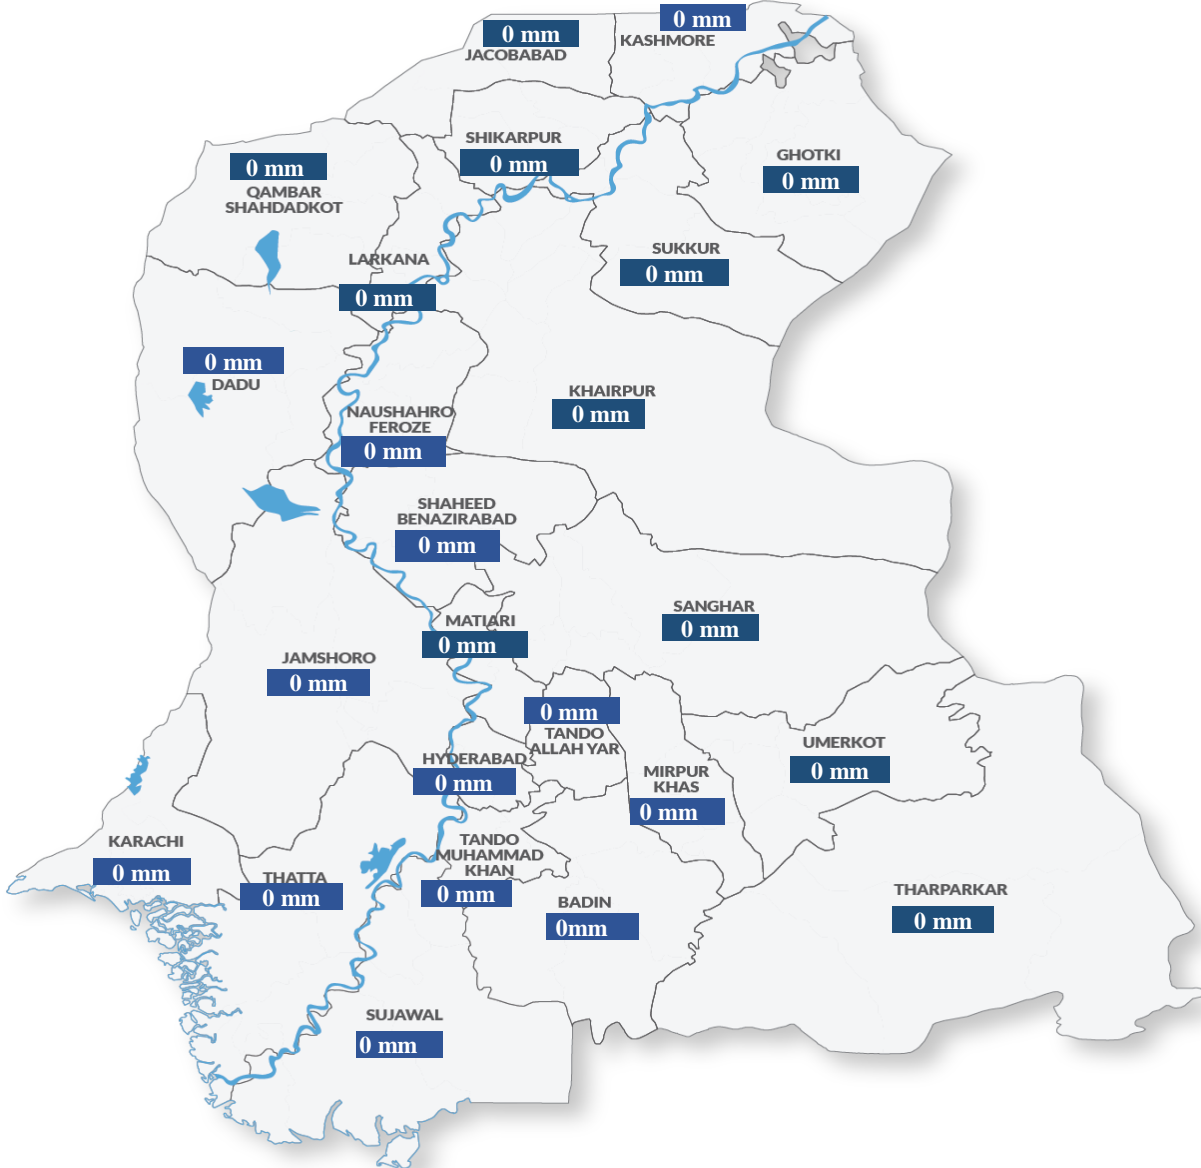 0 mm
KASHMORE
0 mm
JACOBABAD
SHIKARPUR
0 mm
GHOTKI
0 mm
0 mm
QAMBAR
SHAHDADKOT
SUKKUR
0 mm
LARKANA
0 mm
0 mm
DADU
KHAIRPUR
0 mm
NAUSHAHRO
FEROZE
0 mm
SHAHEED
BENAZIRABAD
0 mm
SANGHAR
0 mm
MATIARI
0 mm
JAMSHORO
0 mm
0 mm
TANDO
ALLAH YAR
UMERKOT
0 mm
HYDERABAD
0 mm
MIRPUR
KHAS
0 mm
KARACHI
0 mm
THATTA
0 mm
TANDO
MUHAMMAD
KHAN
0 mm
BADIN
0mm
THARPARKAR
0 mm
SUJAWAL
0 mm